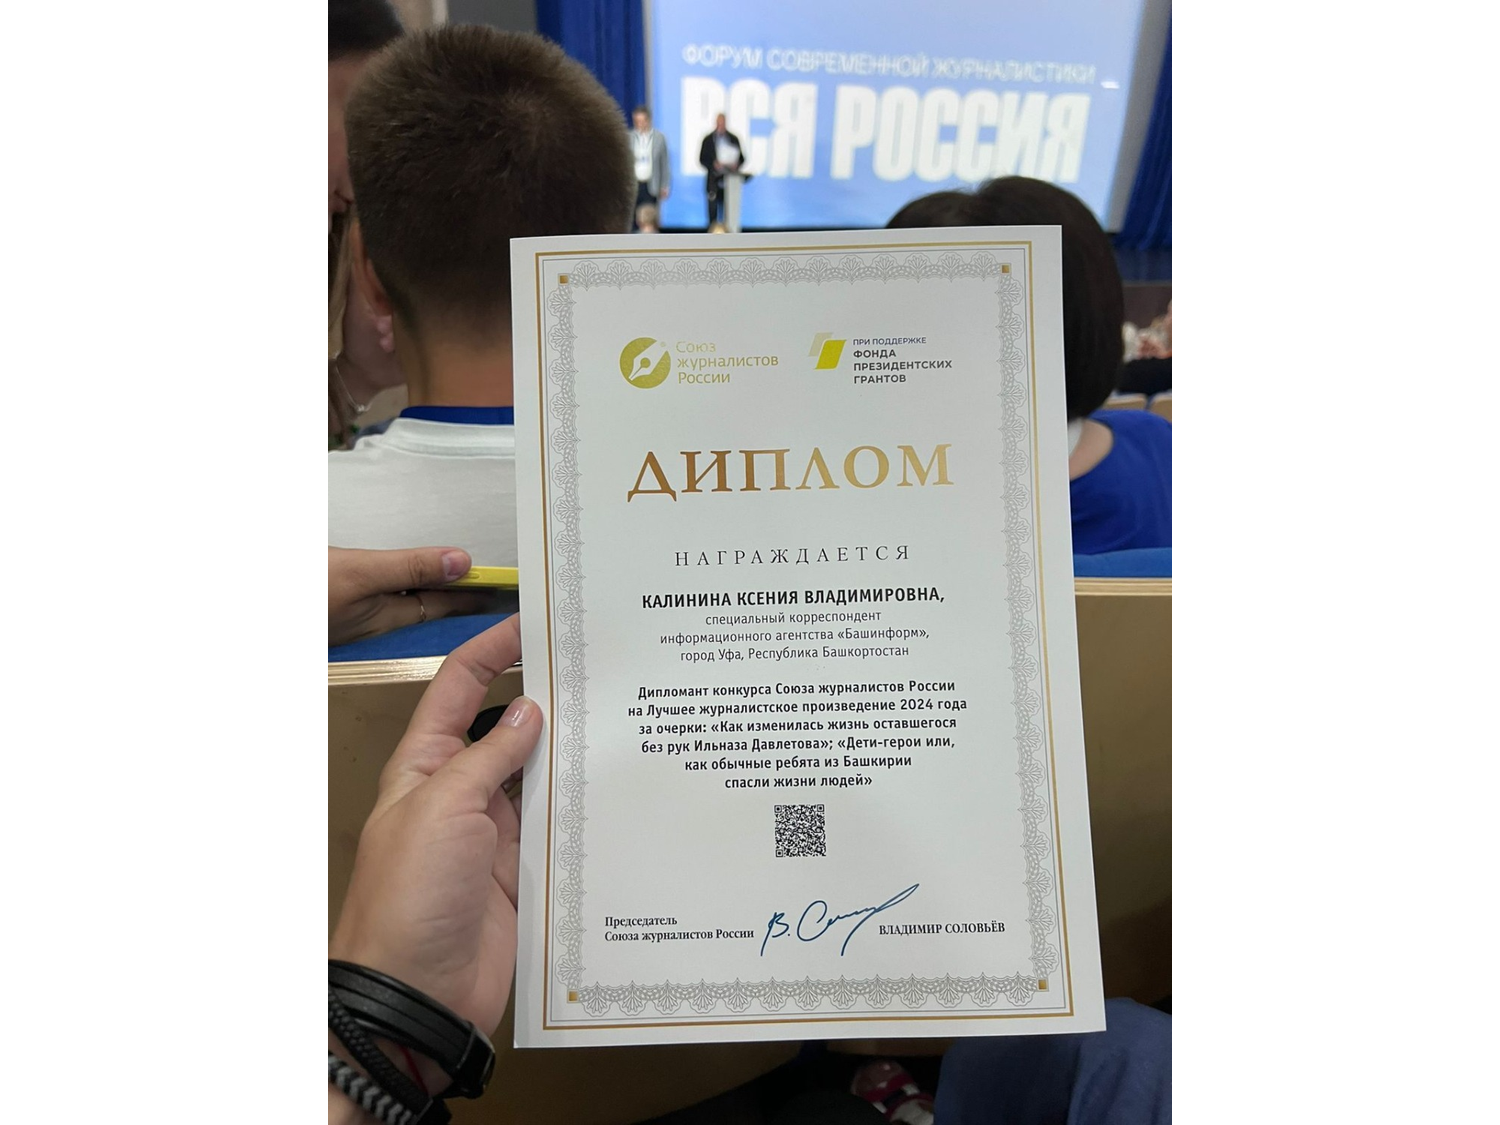 ФОРУМ СОВРЕМЕННОЙ ЖУРНАЛИСТИКИ
ВСЯ РОССИЯ
Союз
журналистов
России
ПРИ ПОДДЕРЖКЕ
ФОНДА
ПРЕЗИДЕНТСКИХ
ГРАНТОВ
ДИПЛОМ
НАГРАЖДАЕТСЯ
КАЛИНИНА КСЕНИЯ ВЛАДИМИРОВНА,
специальный корреспондент
информационного агентства «Башинформ»,
город Уфа, Республика Башкортостан
Дипломант конкурса Союза журналистов России
на Лучшее журналистское произведение 2024 года
за очерки: «Как изменилась жизнь оставшегося
без рук Ильназа Давлетова»; «Дети-герои или,
как обычные ребята из Башкирии
спасли жизни людей»
Председатель
Союза журналистов России
ВЛАДИМИР СОЛОВЬЁВ